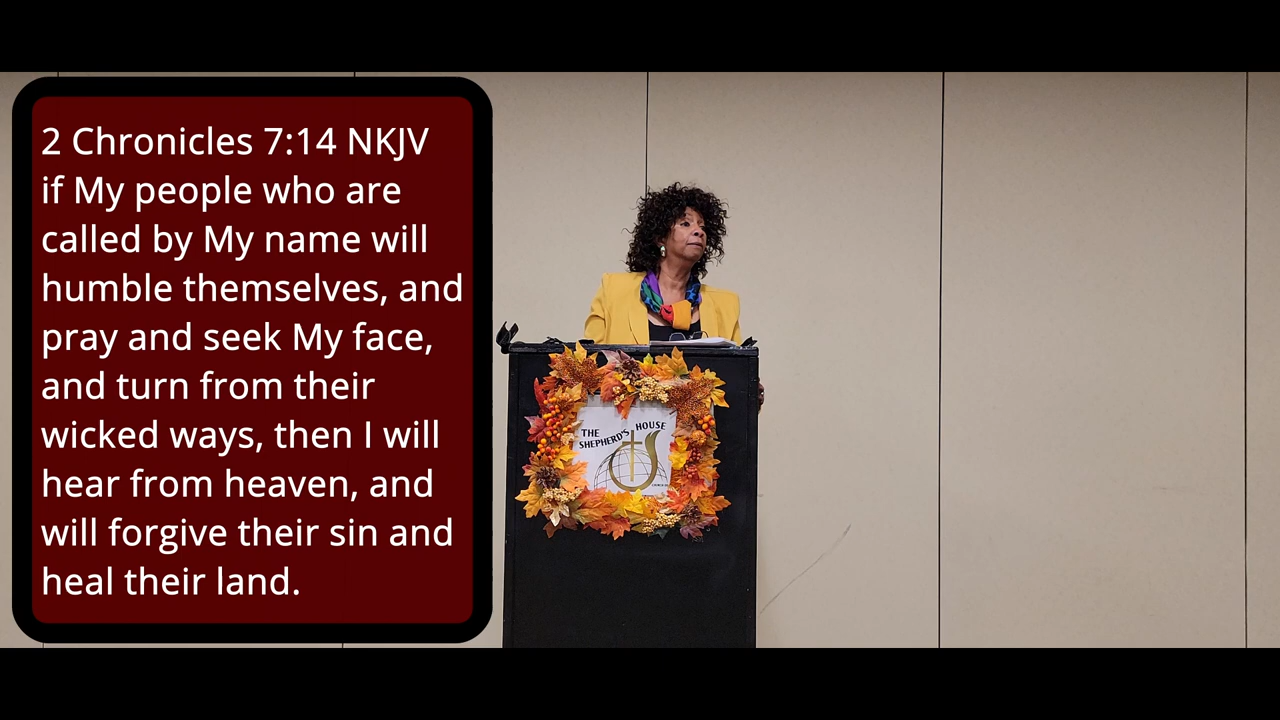 2 Chronicles 7:14 NKJV
if My people who are
called by My name will
humble themselves, and
pray and seek My face,
and turn from their
wicked ways, then I will
hear from heaven, and
will forgive their sin and
heal their land.
THE SHEPHERD'S HOUSE